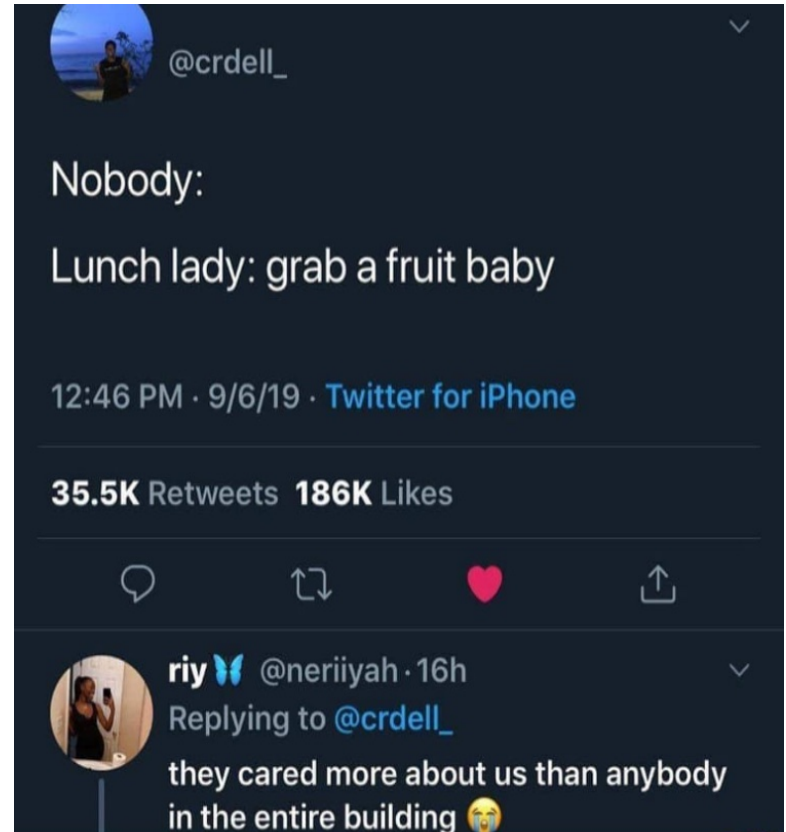 @crdell_
Nobody:
Lunch lady: grab a fruit baby
12:46 PM · 9/6/19 · Twitter for iPhone
35.5K Retweets 186K Likes
riy🦋 @neriiyah · 16h
Replying to @crdell_
they cared more about us than anybody
in the entire building 😭